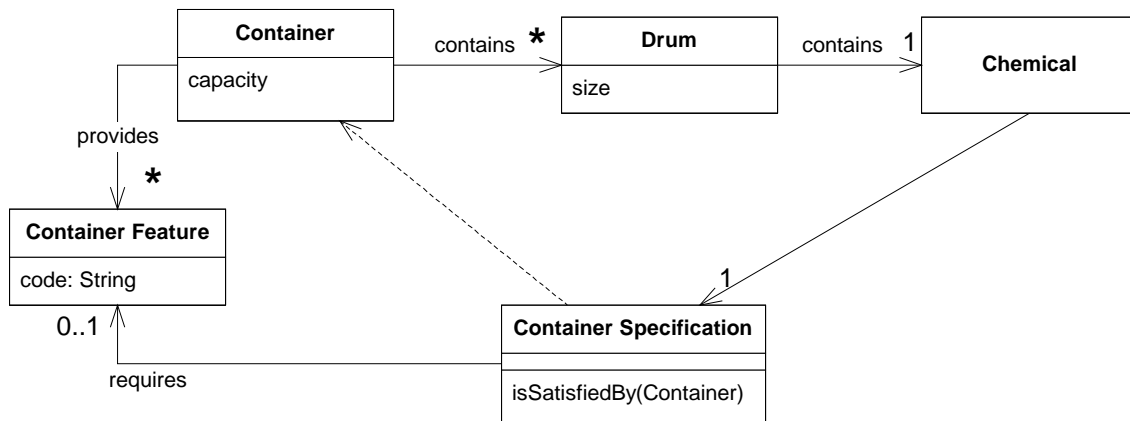 Container
capacity
contains
*
Drum
size
contains
1
Chemical
provides
*
Container Feature
code: String
0..1
requires
1
Container Specification
isSatisfiedBy(Container)